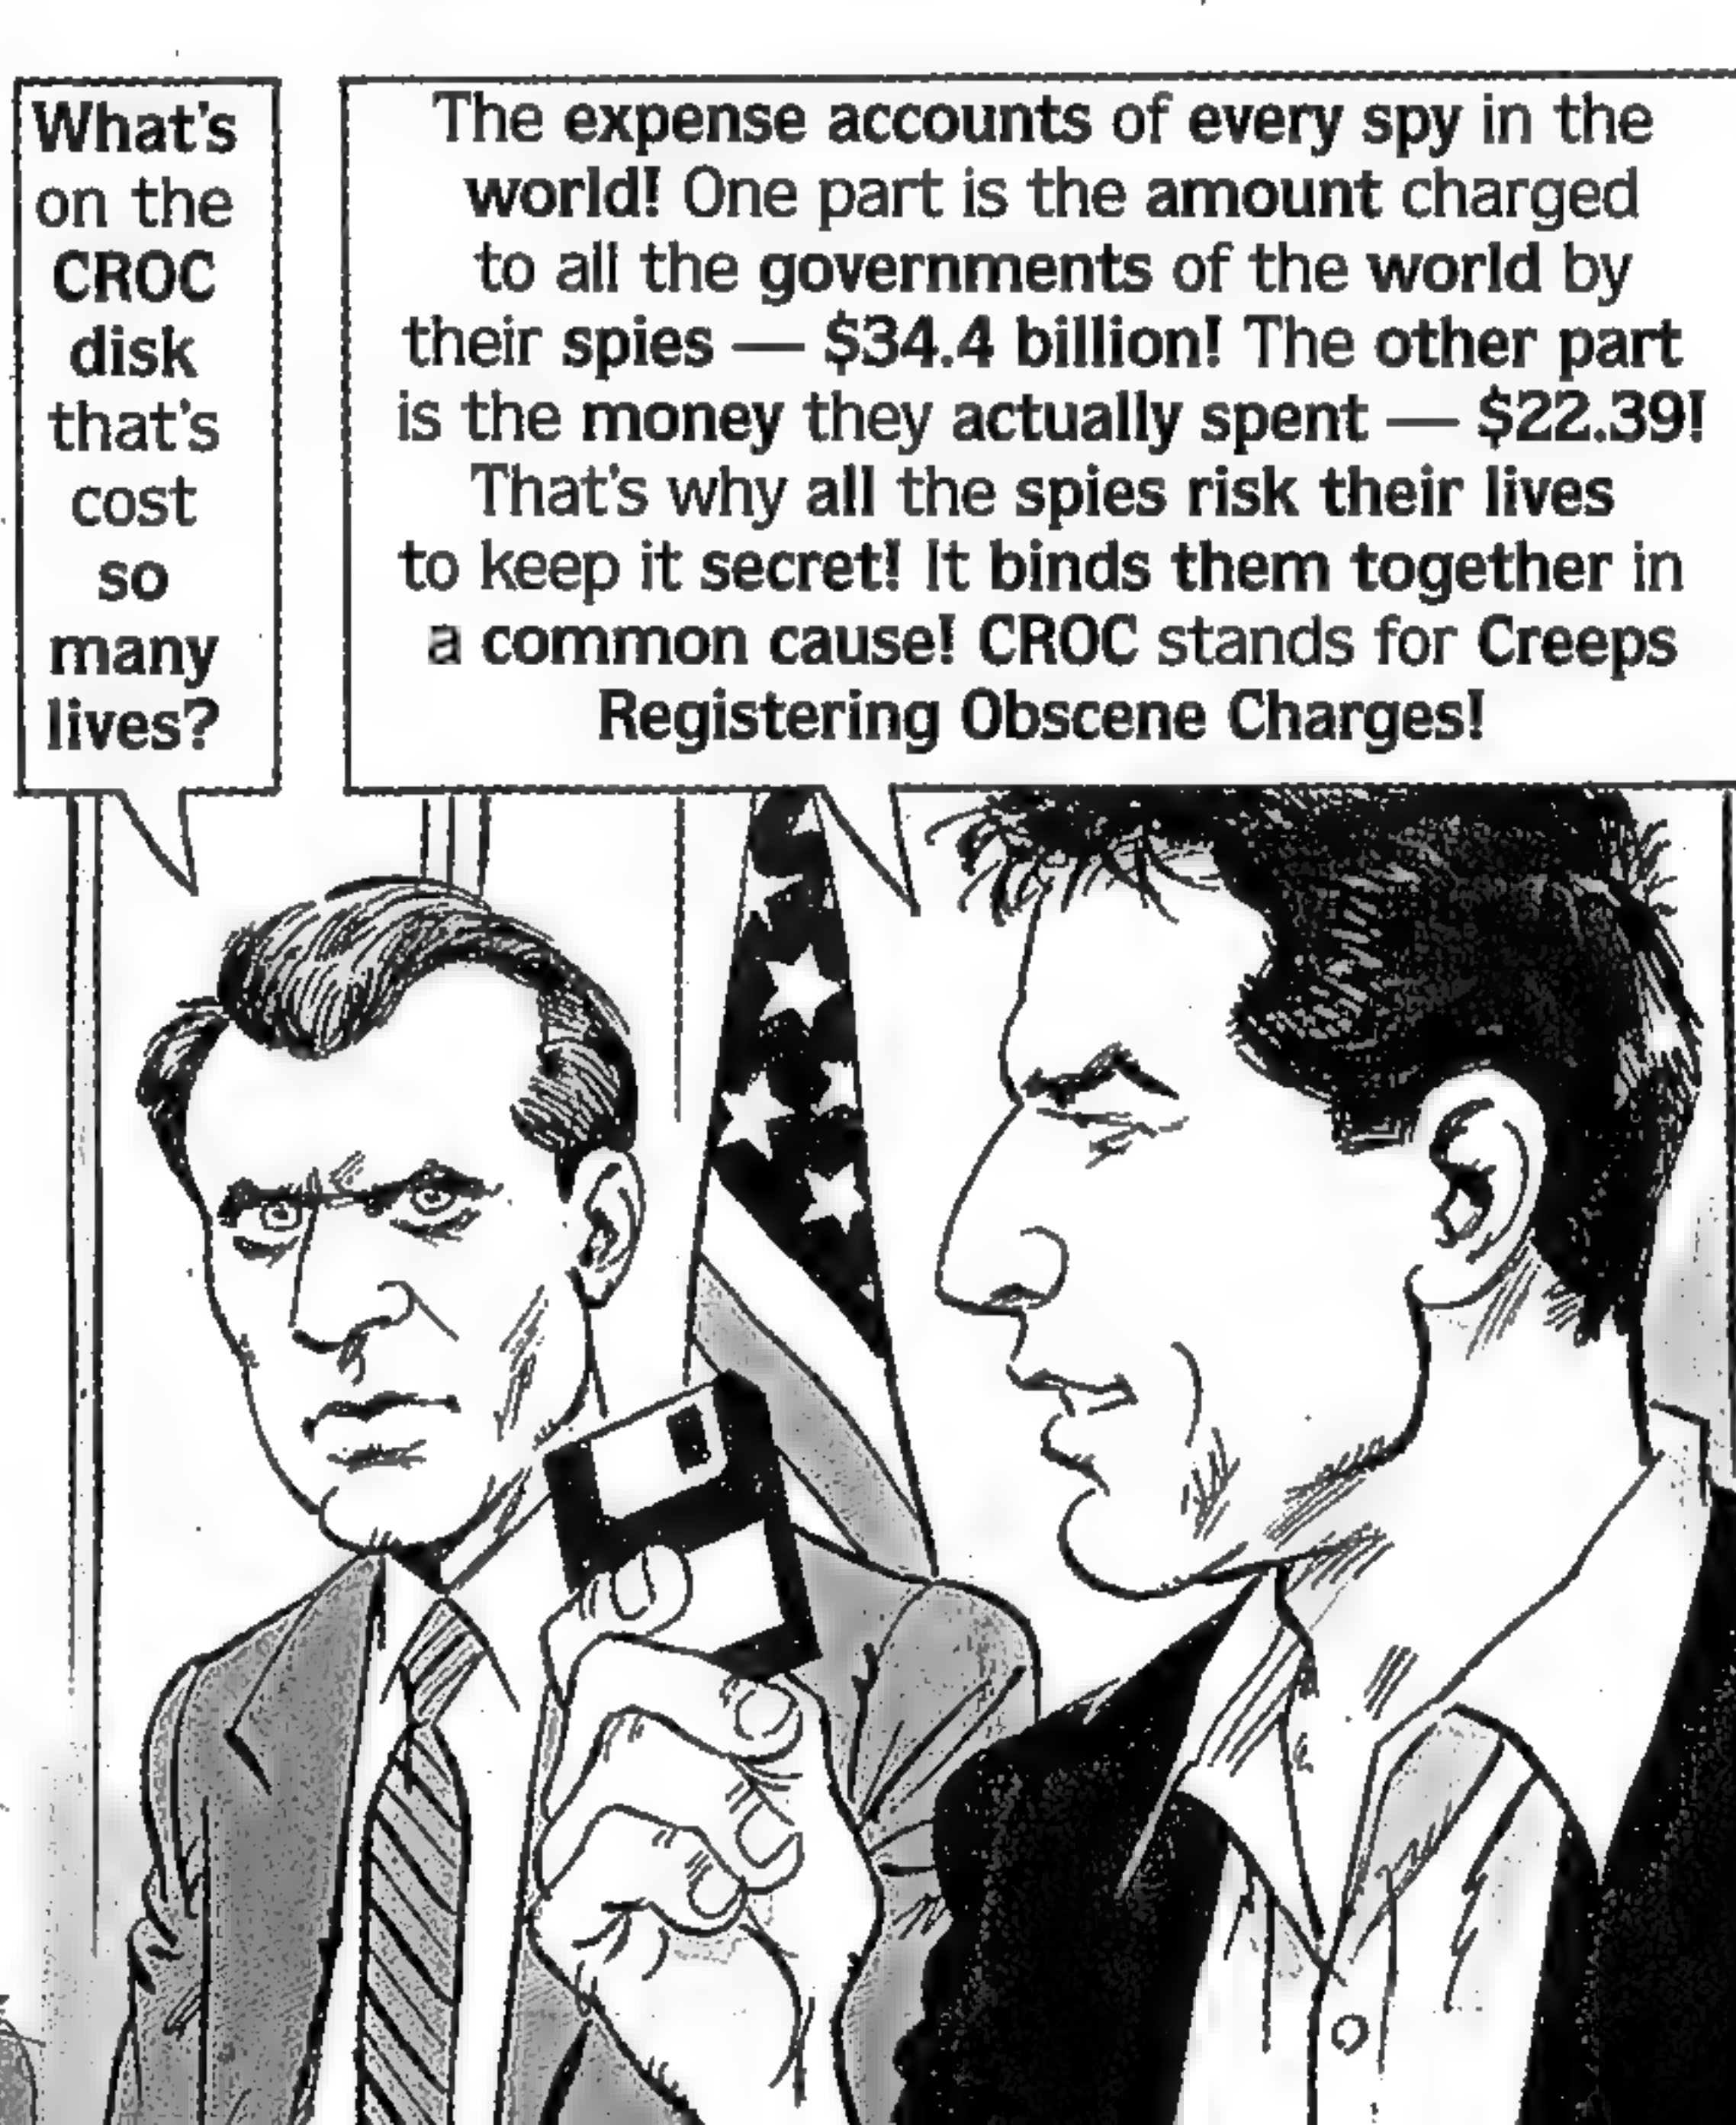 What's
on the
CROC
disk
that's
cost
so
many
lives?
The expense accounts of every spy in the
world! One part is the amount charged
to all the governments of the world by
their spies — $34.4 billion! The other part
is the money they actually spent — $22.39!
That's why all the spies risk their lives
to keep it secret! It binds them together in
a common cause! CROC stands for Creeps
Registering Obscene Charges!